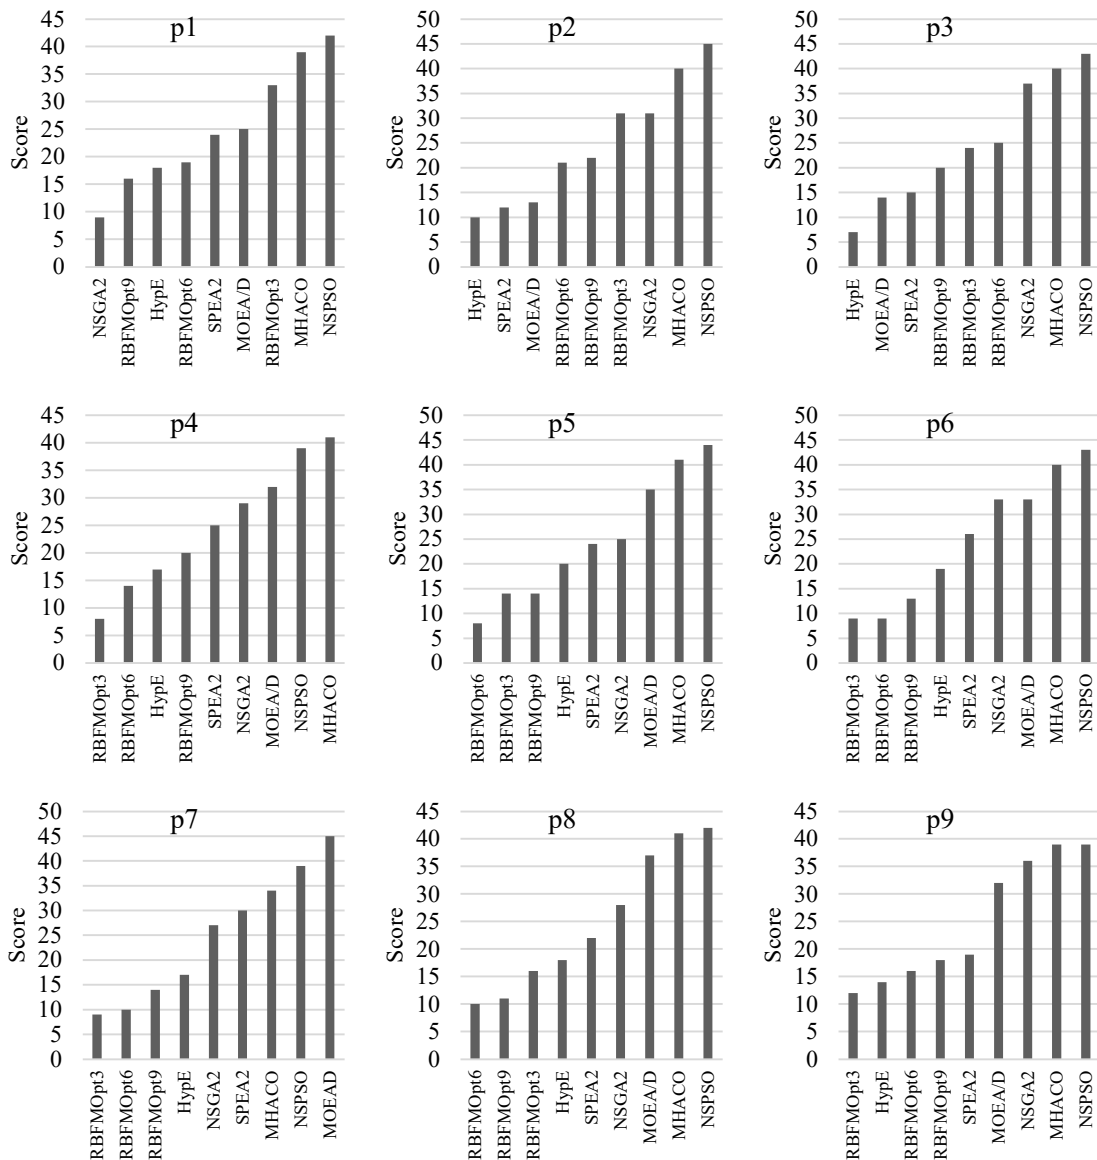 p1
Score
45
40
35
30
25
20
15
10
5
0
NSGA2
RBFMOpt9
HypE
RBFMOpt6
SPEA2
MOEA/D
RBFMOpt3
MHACO
NSPSO
p2
Score
50
45
40
35
30
25
20
15
10
5
0
HypE
SPEA2
MOEA/D
RBFMOpt6
RBFMOpt9
RBFMOpt3
NSGA2
MHACO
NSPSO
p3
Score
50
45
40
35
30
25
20
15
10
5
0
HypE
MOEA/D
SPEA2
RBFMOpt9
RBFMOpt3
RBFMOpt6
NSGA2
MHACO
NSPSO
p4
Score
45
40
35
30
25
20
15
10
5
0
RBFMOpt3
RBFMOpt6
HypE
RBFMOpt9
SPEA2
NSGA2
MOEA/D
NSPSO
MHACO
p5
Score
50
45
40
35
30
25
20
15
10
5
0
RBFMOpt6
RBFMOpt3
RBFMOpt9
HypE
SPEA2
NSGA2
MOEA/D
MHACO
NSPSO
p6
Score
50
45
40
35
30
25
20
15
10
5
0
RBFMOpt3
RBFMOpt6
RBFMOpt9
HypE
SPEA2
NSGA2
MOEA/D
MHACO
NSPSO
p7
Score
50
45
40
35
30
25
20
15
10
5
0
RBFMOpt3
RBFMOpt6
RBFMOpt9
HypE
NSGA2
SPEA2
MHACO
NSPSO
MOEAD
p8
Score
45
40
35
30
25
20
15
10
5
0
RBFMOpt6
RBFMOpt9
RBFMOpt3
HypE
SPEA2
NSGA2
MOEA/D
MHACO
NSPSO
p9
Score
45
40
35
30
25
20
15
10
5
0
RBFMOpt3
HypE
RBFMOpt6
RBFMOpt9
SPEA2
MOEA/D
NSGA2
MHACO
NSPSO